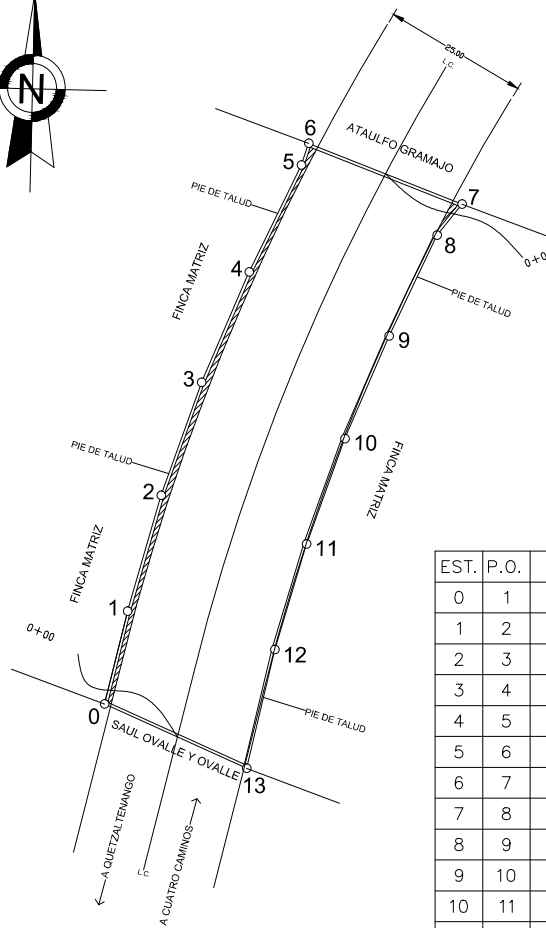 N
25.00
L.C.
6
ATAULFO GRAMAJO
5
7
PIE DE TALUD
8
FINCA MATRIZ
4
PIE DE TALUD
9
3
10
FINCA MATRIZ
PIE DE TALUD
2
11
FINCA MATRIZ
1
0+00
12
PIE DE TALUD
0
SAUL OVALLE Y OVALLE
13
A QUETZALTENANGO
L.C.
A CUATRO CAMINOS
EST. P.O.
0 1
1 2
2 3
3 4
4 5
5 6
6 7
7 8
8 9
9 10
10 11